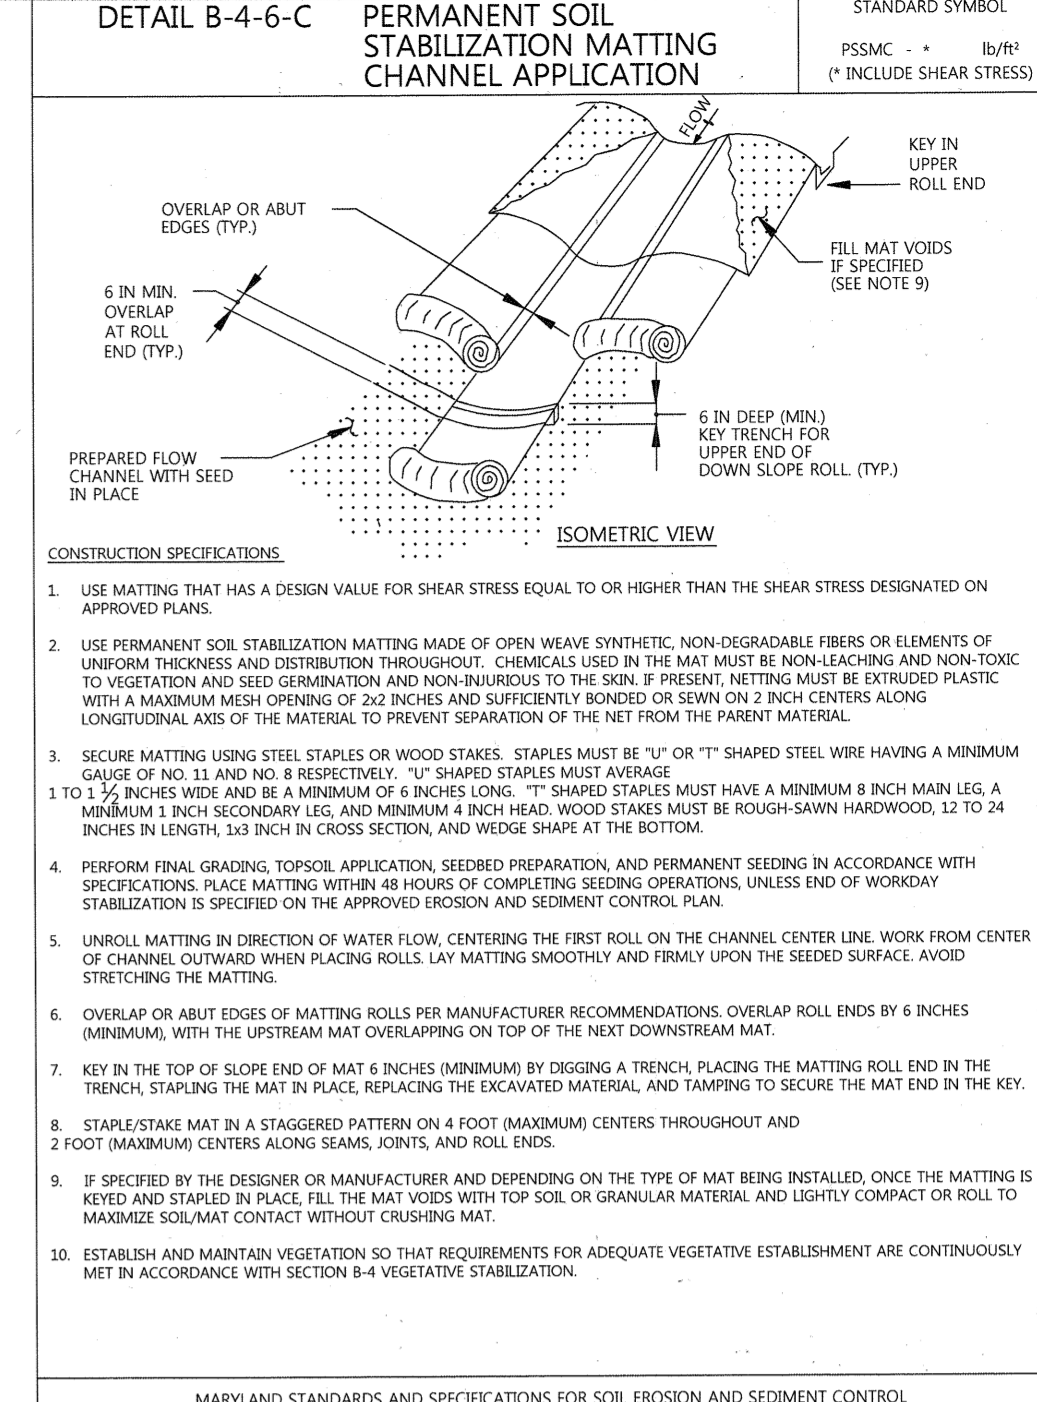 DETAIL B-4-6-C
PERMANENT SOIL
STABILIZATION MATTING
CHANNEL APPLICATION
STANDARD SYMBOL
PSSMC - * lb/ft²
(* INCLUDE SHEAR STRESS)
FLOW
KEY IN
UPPER
ROLL END
OVERLAP OR ABUT
EDGES (TYP.)
FILL MAT VOIDS
IF SPECIFIED
(SEE NOTE 9)
6 IN MIN.
OVERLAP
AT ROLL
END (TYP.)
6 IN DEEP (MIN.)
KEY TRENCH FOR
UPPER END OF
DOWN SLOPE ROLL. (TYP.)
PREPARED FLOW
CHANNEL WITH SEED
IN PLACE
ISOMETRIC VIEW
CONSTRUCTION SPECIFICATIONS
1. USE MATTING THAT HAS A DESIGN VALUE FOR SHEAR STRESS EQUAL TO OR HIGHER THAN THE SHEAR STRESS DESIGNATED ON
APPROVED PLANS.
2. USE PERMANENT SOIL STABILIZATION MATTING MADE OF OPEN WEAVE SYNTHETIC, NON-DEGRADABLE FIBERS OR ELEMENTS OF
UNIFORM THICKNESS AND DISTRIBUTION THROUGHOUT. CHEMICALS USED IN THE MAT MUST BE NON-LEACHING AND NON-TOXIC
TO VEGETATION AND SEED GERMINATION AND NON-INJURIOUS TO THE SKIN. IF PRESENT, NETTING MUST BE EXTRUDED PLASTIC
WITH A MAXIMUM MESH OPENING OF 2x2 INCHES AND SUFFICIENTLY BONDED OR SEWN ON 2 INCH CENTERS ALONG
LONGITUDINAL AXIS OF THE MATERIAL TO PREVENT SEPARATION OF THE NET FROM THE PARENT MATERIAL.
3. SECURE MATTING USING STEEL STAPLES OR WOOD STAKES. STAPLES MUST BE "U" OR "T" SHAPED STEEL WIRE HAVING A MINIMUM
GAUGE OF NO. 11 AND NO. 8 RESPECTIVELY. "U" SHAPED STAPLES MUST AVERAGE
1 TO 1 ½ INCHES WIDE AND BE A MINIMUM OF 6 INCHES LONG. "T" SHAPED STAPLES MUST HAVE A MINIMUM 8 INCH MAIN LEG, A
MINIMUM 1 INCH SECONDARY LEG, AND MINIMUM 4 INCH HEAD. WOOD STAKES MUST BE ROUGH-SAWN HARDWOOD, 12 TO 24
INCHES IN LENGTH, 1x3 INCH IN CROSS SECTION, AND WEDGE SHAPE AT THE BOTTOM.
4. PERFORM FINAL GRADING, TOPSOIL APPLICATION, SEEDBED PREPARATION, AND PERMANENT SEEDING IN ACCORDANCE WITH
SPECIFICATIONS. PLACE MATTING WITHIN 48 HOURS OF COMPLETING SEEDING OPERATIONS, UNLESS END OF WORKDAY
STABILIZATION IS SPECIFIED ON THE APPROVED EROSION AND SEDIMENT CONTROL PLAN.
5. UNROLL MATTING IN DIRECTION OF WATER FLOW, CENTERING THE FIRST ROLL ON THE CHANNEL CENTER LINE. WORK FROM CENTER
OF CHANNEL OUTWARD WHEN PLACING ROLLS. LAY MATTING SMOOTHLY AND FIRMLY UPON THE SEEDED SURFACE. AVOID
STRETCHING THE MATTING.
6. OVERLAP OR ABUT EDGES OF MATTING ROLLS PER MANUFACTURER RECOMMENDATIONS. OVERLAP ROLL ENDS BY 6 INCHES
(MINIMUM), WITH THE UPSTREAM MAT OVERLAPPING ON TOP OF THE NEXT DOWNSTREAM MAT.
7. KEY IN THE TOP OF SLOPE END OF MAT 6 INCHES (MINIMUM) BY DIGGING A TRENCH, PLACING THE MATTING ROLL END IN THE
TRENCH, STAPLING THE MAT IN PLACE, REPLACING THE EXCAVATED MATERIAL, AND TAMPING TO SECURE THE MAT END IN THE KEY.
8. STAPLE/STAKE MAT IN A STAGGERED PATTERN ON 4 FOOT (MAXIMUM) CENTERS THROUGHOUT AND
2 FOOT (MAXIMUM) CENTERS ALONG SEAMS, JOINTS, AND ROLL ENDS.
9. IF SPECIFIED BY THE DESIGNER OR MANUFACTURER AND DEPENDING ON THE TYPE OF MAT BEING INSTALLED, ONCE THE MATTING IS
KEYED AND STAPLED IN PLACE, FILL THE MAT VOIDS WITH TOP SOIL OR GRANULAR MATERIAL AND LIGHTLY COMPACT OR ROLL TO
MAXIMIZE SOIL/MAT CONTACT WITHOUT CRUSHING MAT.
10. ESTABLISH AND MAINTAIN VEGETATION SO THAT REQUIREMENTS FOR ADEQUATE VEGETATIVE ESTABLISHMENT ARE CONTINUOUSLY
MET IN ACCORDANCE WITH SECTION B-4 VEGETATIVE STABILIZATION.
MARYLAND STANDARDS AND SPECIFICATIONS FOR SOIL EROSION AND SEDIMENT CONTROL